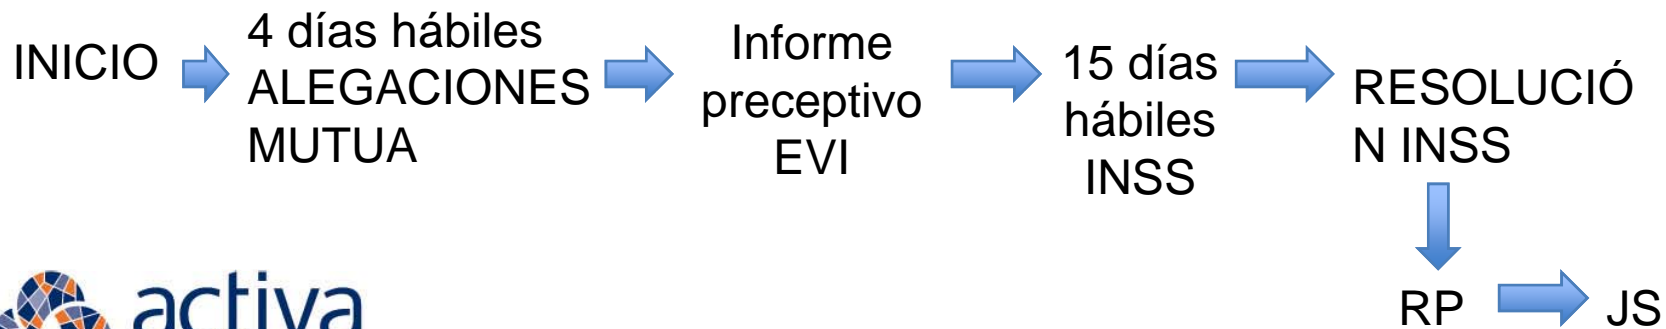 INICIO
4 días hábiles
ALEGACIONES
MUTUA
Informe
preceptivo
EVI
15 días
hábiles
INSS
RESOLUCIÓ
N INSS
RP
JS
activa